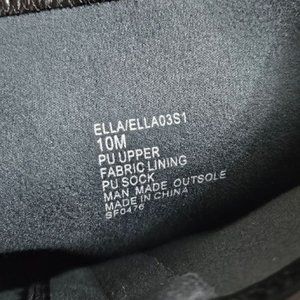 ELLA/ELLA03S1
10M
PU UPPER
FABRIC LINING
PU SOCK
MAN MADE OUTSOLE
MADE IN CHINA
SF0476